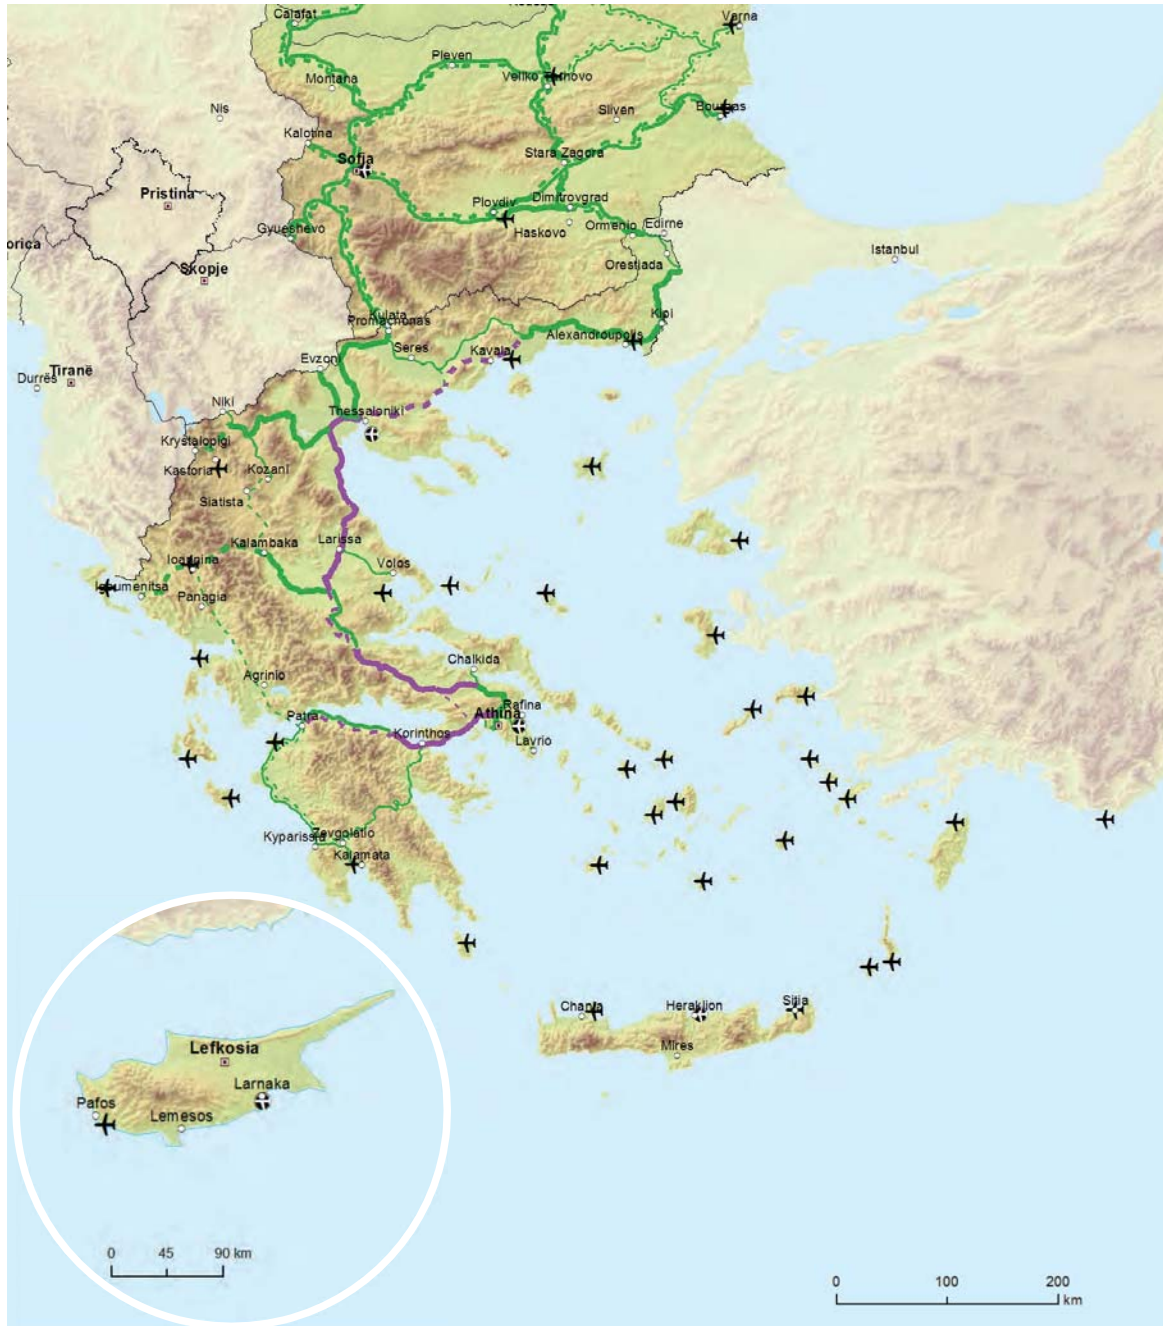 Calafat
Varna
Pleven
Montana
Veliko Tarnovo
Nis
Sliven
Bourgas
Kalotina
Sofja
Stara Zagora
Pristina
Plovdiv
Dimitrovgrad
Haskovo
Ormenio
Edirne
Gyueshevo
orica
Istanbul
Skopje
Orestiada
Kulata
Promachonas
Kipi
Alexandroupolis
Seres
Kavala
Evzoni
Tiranë
Durrës
Niki
Thessaloniki
Krystalopigi
Kastoria
Kozani
Siatista
Larissa
Kalambaka
Ioannina
Volos
Igoumenitsa
Panagia
Chalkida
Agrinio
Rafina
Patra
Athina
Korinthos
Lavrio
Kyparissia
Zevgolatio
Kalamata
Chania
Heraklion
Sitia
Mires
Lefkosia
Larnaka
Pafos
Lemesos
0 45 90 km
0 100 200
km